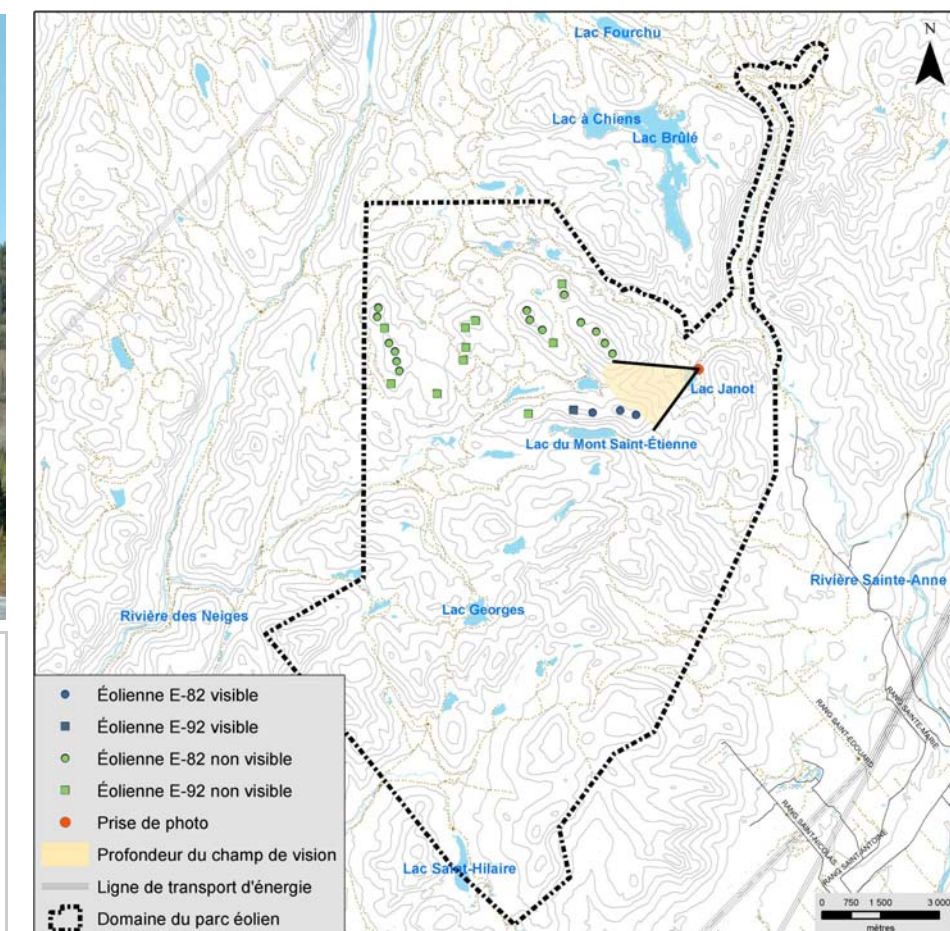 Lac Fourchu
N
Lac à Chiens
Lac Brûlé
Lac Janot
Lac du Mont Saint-Étienne
Rivière Sainte-Anne
Rivière des Neiges
Lac Georges
RANG SAINTE-MARIE
RANG SAINT-ÉDOUARD
RANG SAINT-NICOLAS
RANG SAINT-ANTOINE
Lac Saint-Hilaire
Éolienne E-82 visible
Éolienne E-92 visible
Éolienne E-82 non visible
Éolienne E-92 non visible
Prise de photo
Profondeur du champ de vision
Ligne de transport d'énergie
Domaine du parc éolien
0 750 1 500 3 000
mètres